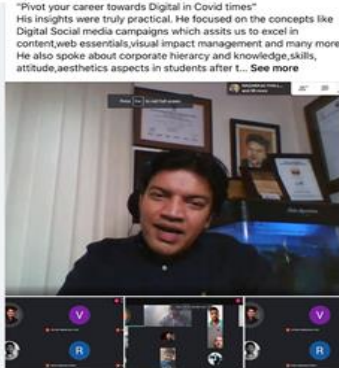 "Pivot your career towards Digital in Covid times"
His insights were truly practical. He focused on the concepts like
Digital Social media campaigns which assits us to excel in
content,web essentials,visual impact management and many more
He also spoke about corporate hierarcy and knowledge,skills,
attitude,aesthetics aspects in students after t... See more
V
V
R
R